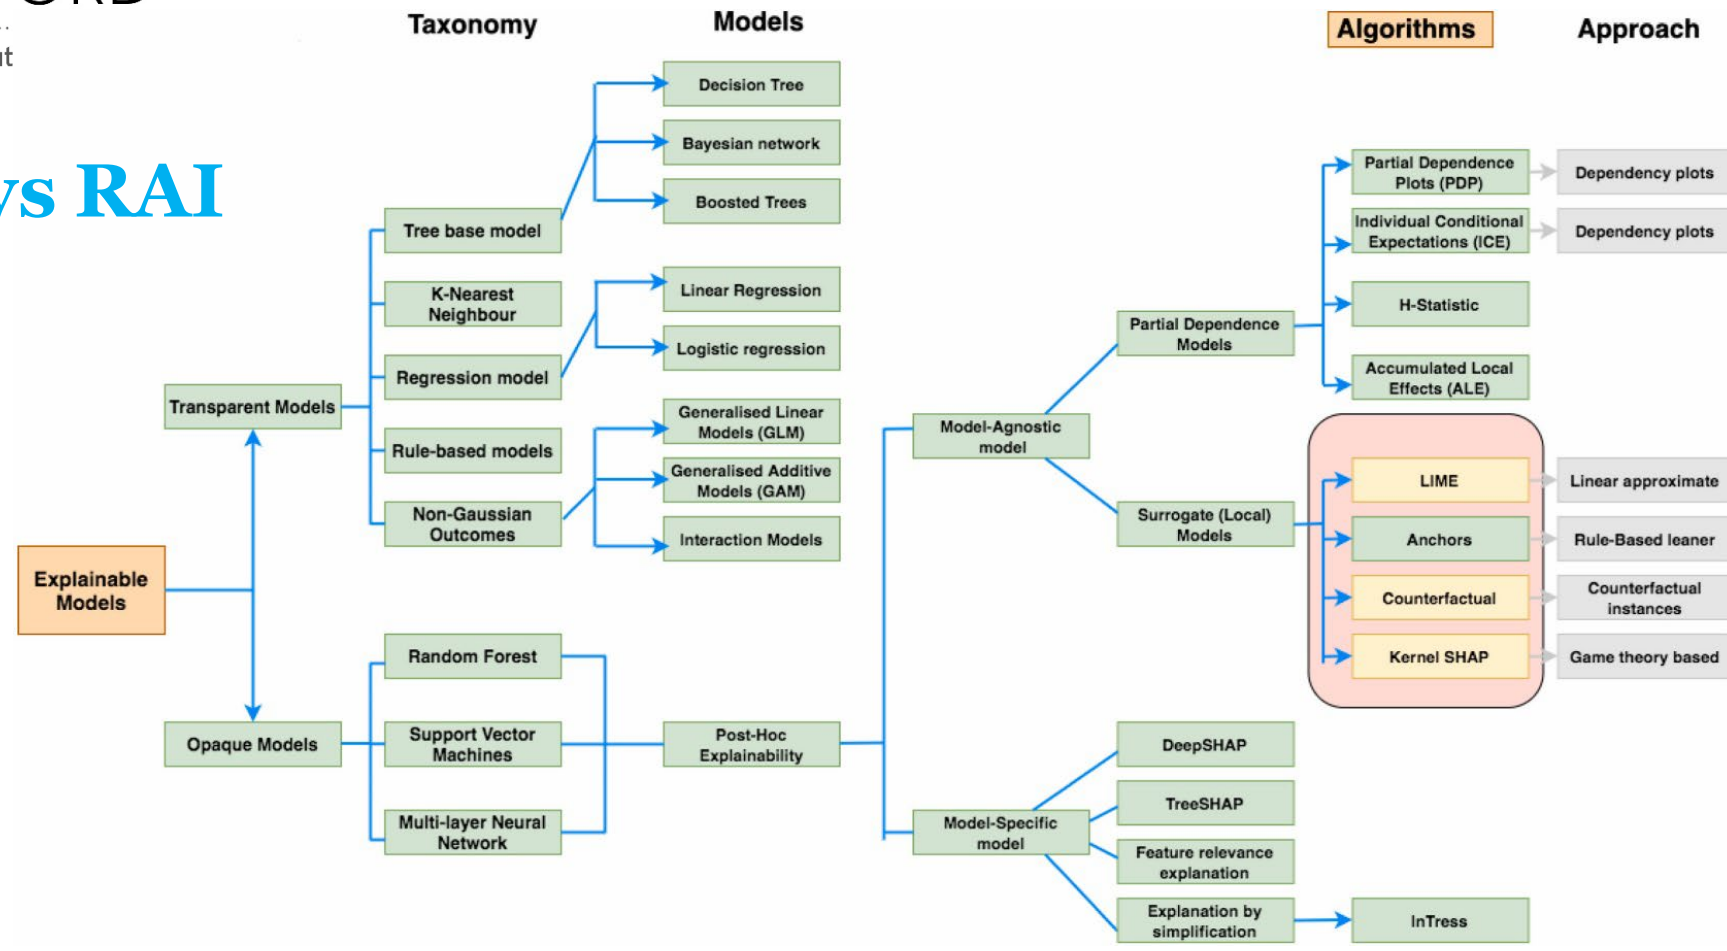 Taxonomy
Models
Algorithms
Approach
vs RAI
Explainable
Models
Transparent Models
Opaque Models
Tree base model
K-Nearest
Neighbour
Regression model
Rule-based models
Non-Gaussian
Outcomes
Random Forest
Support Vector
Machines
Multi-layer Neural
Network
Decision Tree
Bayesian network
Boosted Trees
Linear Regression
Logistic regression
Generalised Linear
Models (GLM)
Generalised Additive
Models (GAM)
Interaction Models
Post-Hoc
Explainability
Model-Agnostic
model
Model-Specific
model
Partial Dependence
Models
Surrogate (Local)
Models
DeepSHAP
TreeSHAP
Feature relevance
explanation
Explanation by
simplification
Partial Dependence
Plots (PDP)
Individual Conditional
Expectations (ICE)
H-Statistic
Accumulated Local
Effects (ALE)
LIME
Anchors
Counterfactual
Kernel SHAP
InTress
Dependency plots
Dependency plots
Linear approximate
Rule-Based leaner
Counterfactual
instances
Game theory based